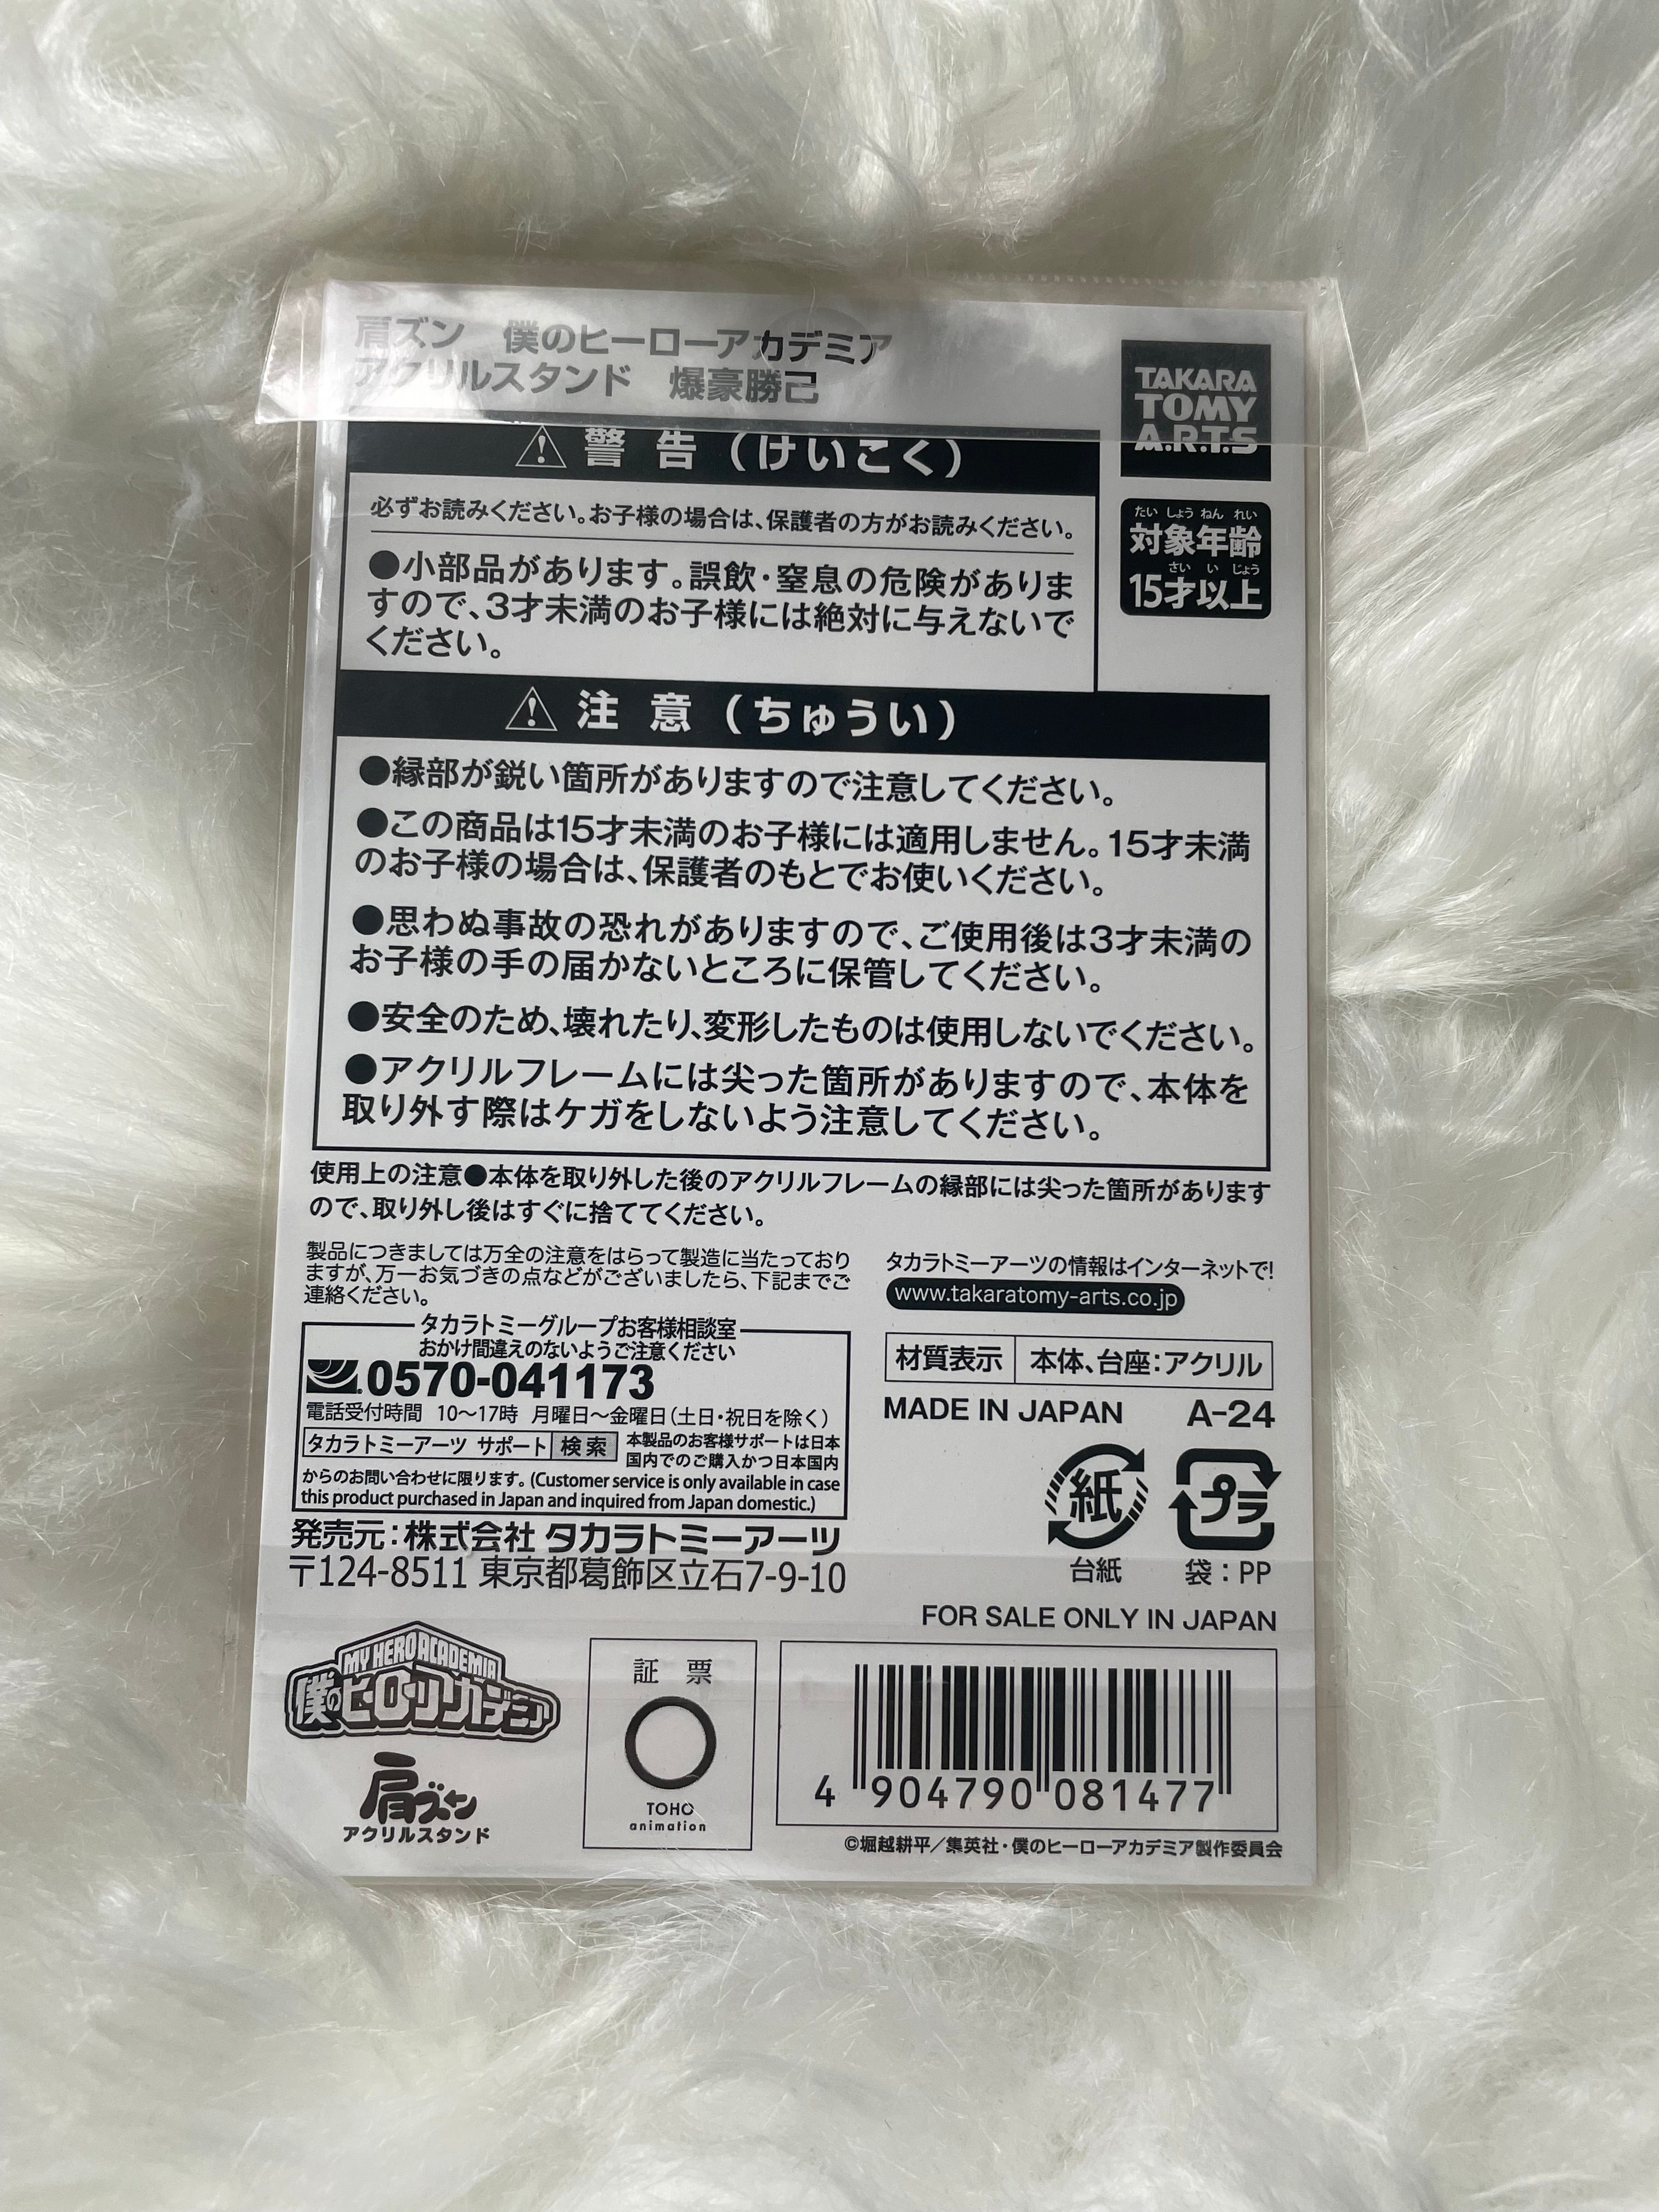 肩ズン 僕のヒーローアカデミア
アクリルスタンド 爆豪勝己
TAKARA
TOMY
A.R.T.S
警告（けいこく）
必ずお読みください。お子様の場合は、保護者の方がお読みください。
●小部品があります。誤飲・窒息の危険がありま
すので、3才未満のお子様には絶対に与えないで
ください。
たい しょう ねん れい
対象年齢
さい い じょう
15才以上
注意（ちゅうい）
●縁部が鋭い箇所がありますので注意してください。
●この商品は15才未満のお子様には適用しません。15才未満
のお子様の場合は、保護者のもとでお使いください。
●思わぬ事故の恐れがありますので、ご使用後は3才未満の
お子様の手の届かないところに保管してください。
●安全のため、壊れたり、変形したものは使用しないでください。
●アクリルフレームには尖った箇所がありますので、本体を
取り外す際はケガをしないよう注意してください。
使用上の注意●本体を取り外した後のアクリルフレームの縁部には尖った箇所があります
ので、取り外し後はすぐに捨ててください。
製品につきましては万全の注意をはらって製造に当たっており
ますが、万一お気づきの点などがございましたら、下記までご
連絡ください。
タカラトミーグループお客様相談室
おかけ間違えのないようご注意ください
0570-041173
電話受付時間 10〜17時 月曜日〜金曜日（土日・祝日を除く）
タカラトミーアーツ サポート 検索 本製品のお客様サポートは日本
国内でのご購入かつ日本国内
からのお問い合わせに限ります。(Customer service is only available in case
this product purchased in Japan and inquired from Japan domestic.)
発売元：株式会社 タカラトミーアーツ
〒124-8511 東京都葛飾区立石7-9-10
タカラトミーアーツの情報はインターネットで!
www.takaratomy-arts.co.jp
材質表示 本体、台座：アクリル
MADE IN JAPAN A-24
紙
台紙
プラ
袋：PP
FOR SALE ONLY IN JAPAN
MY HERO ACADEMIA
僕のヒーローアカデミア
肩ズン
アクリルスタンド
証 票
TOHO
animation
4 904790 081477
©堀越耕平／集英社・僕のヒーローアカデミア製作委員会